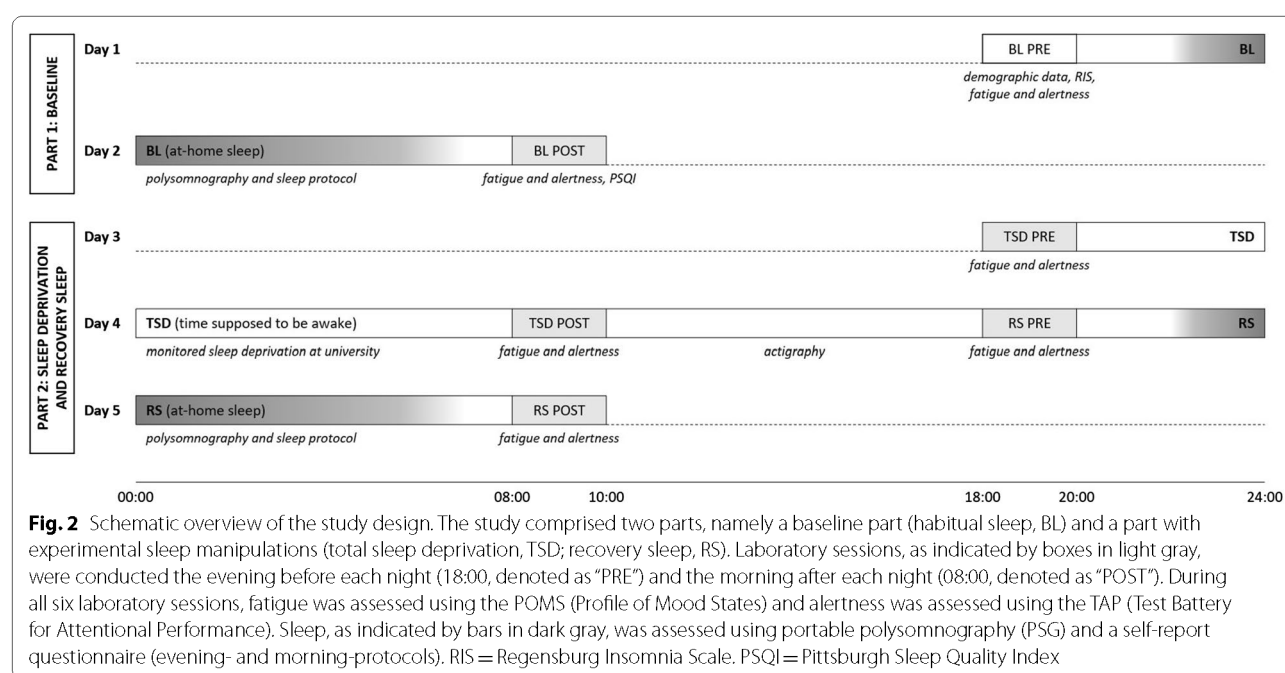 PART 1: BASELINE
Day 1
BL PRE
BL
demographic data, RIS,
fatigue and alertness
Day 2
BL (at-home sleep)
BL POST
polysomnography and sleep protocol
fatigue and alertness, PSQI
PART 2: SLEEP DEPRIVATION
AND RECOVERY SLEEP
Day 3
TSD PRE
TSD
fatigue and alertness
Day 4
TSD (time supposed to be awake)
TSD POST
RS PRE
RS
monitored sleep deprivation at university
fatigue and alertness
actigraphy
fatigue and alertness
Day 5
RS (at-home sleep)
RS POST
polysomnography and sleep protocol
fatigue and alertness
00:00
08:00
10:00
18:00
20:00
24:00
Fig. 2 Schematic overview of the study design. The study comprised two parts, namely a baseline part (habitual sleep, BL) and a part with
experimental sleep manipulations (total sleep deprivation, TSD; recovery sleep, RS). Laboratory sessions, as indicated by boxes in light gray,
were conducted the evening before each night (18:00, denoted as “PRE”) and the morning after each night (08:00, denoted as “POST”). During
all six laboratory sessions, fatigue was assessed using the POMS (Profile of Mood States) and alertness was assessed using the TAP (Test Battery
for Attentional Performance). Sleep, as indicated by bars in dark gray, was assessed using portable polysomnography (PSG) and a self-report
questionnaire (evening- and morning-protocols). RIS = Regensburg Insomnia Scale. PSQI = Pittsburgh Sleep Quality Index